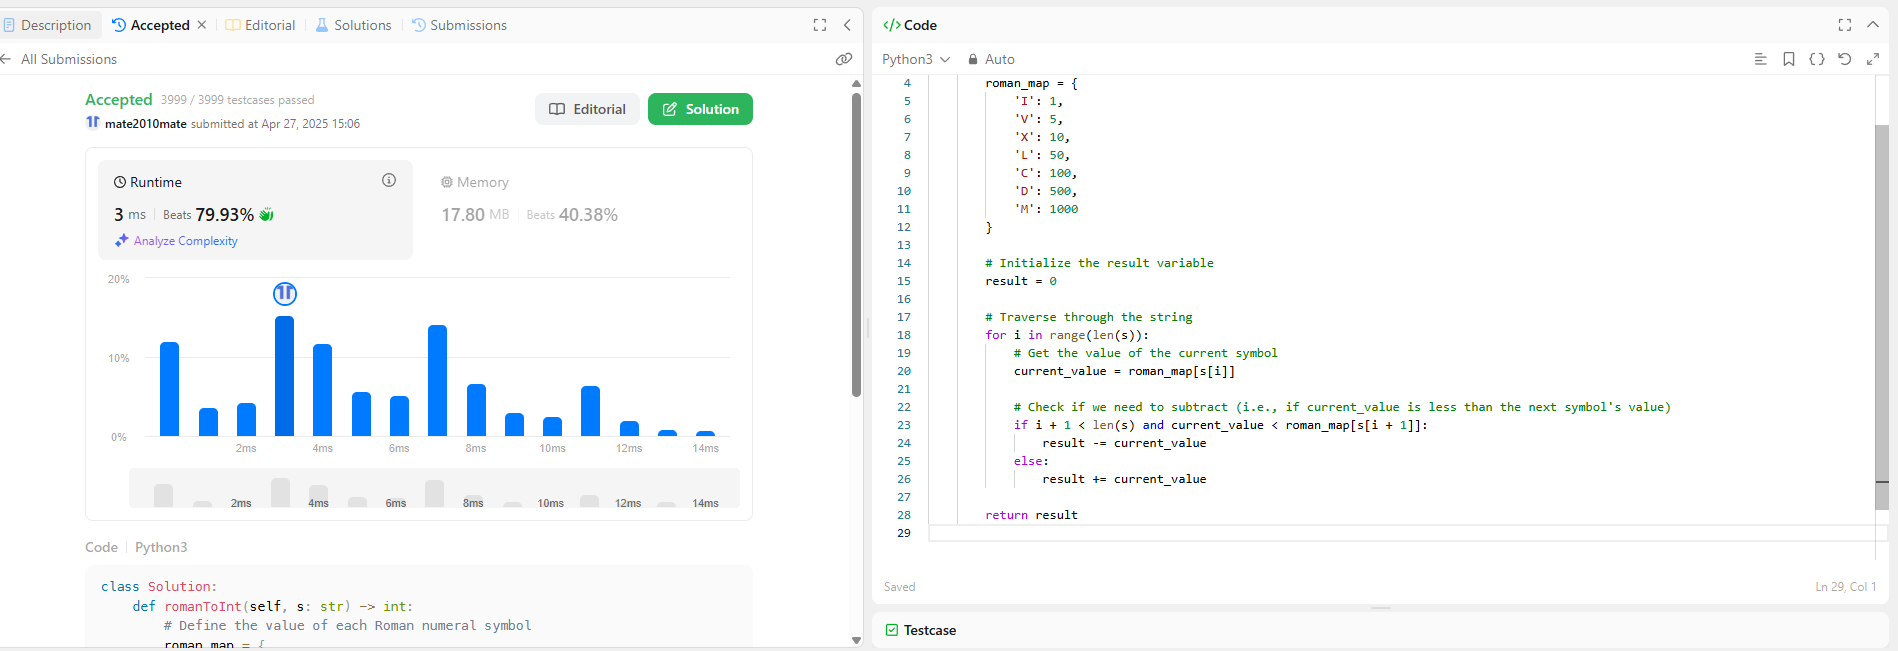 Description
Accepted
Editorial
Solutions
Submissions
All Submissions
Accepted 3999 / 3999 testcases passed
mate2010mate submitted at Apr 27, 2025 15:06
Editorial
Solution
Runtime
3 ms Beats 79.93%
Analyze Complexity
Memory
17.80 MB Beats 40.38%
20%
10%
0%
2ms 4ms 6ms 8ms 10ms 12ms 14ms
2ms 4ms 6ms 8ms 10ms 12ms 14ms
Code Python3
class Solution:
    def romanToInt(self, s: str) -> int:
        # Define the value of each Roman numeral symbol
        roman_map = {
</> Code
Python3 Auto
4 roman_map = {
5     'I': 1,
6     'V': 5,
7     'X': 10,
8     'L': 50,
9     'C': 100,
10     'D': 500,
11     'M': 1000
12 }
13
14 # Initialize the result variable
15 result = 0
16
17 # Traverse through the string
18 for i in range(len(s)):
19     # Get the value of the current symbol
20     current_value = roman_map[s[i]]
21
22     # Check if we need to subtract (i.e., if current_value is less than the next symbol's value)
23     if i + 1 < len(s) and current_value < roman_map[s[i + 1]]:
24         result -= current_value
25     else:
26         result += current_value
27
28 return result
29
Saved
Ln 29, Col 1
Testcase